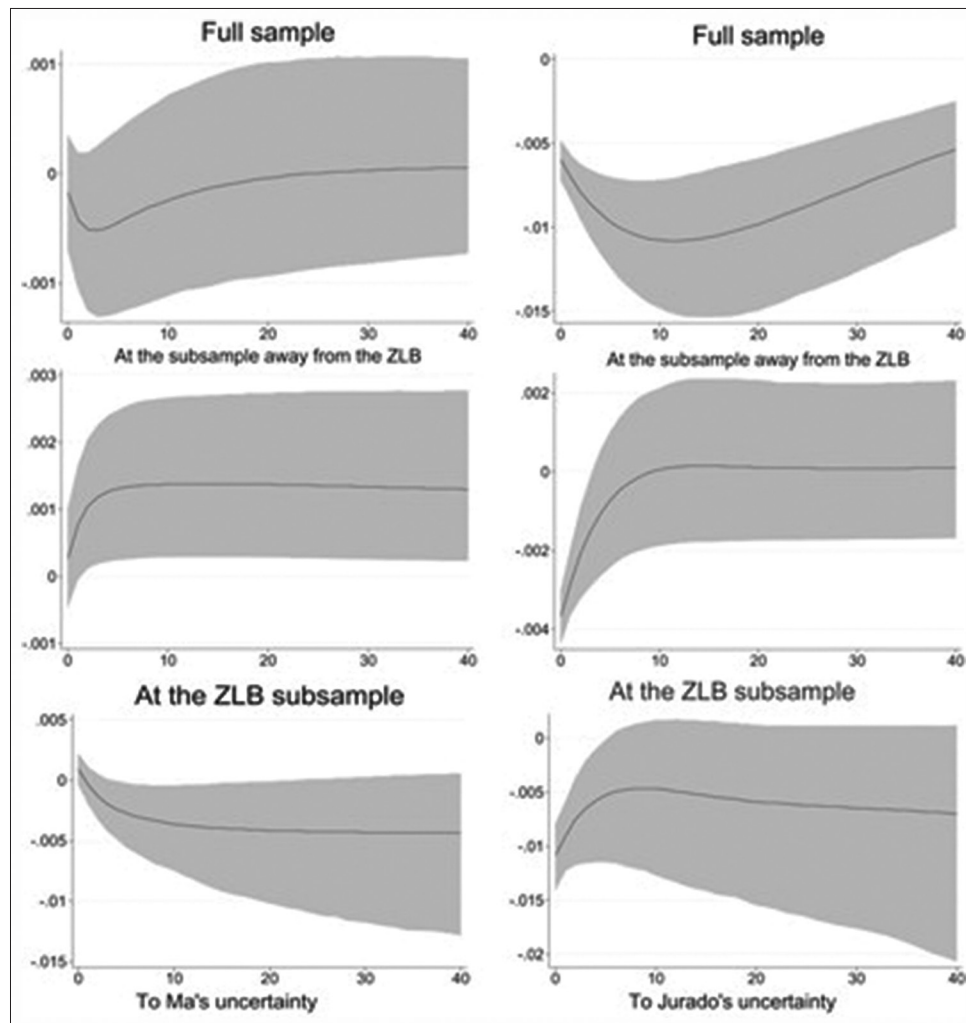 Full sample
.001
0
-.001
0 10 20 30 40
Full sample
0
-.005
-.01
-.015
0 10 20 30 40
At the subsample away from the ZLB
.003
.002
.001
0
-.001
0 10 20 30 40
At the subsample away from the ZLB
.002
0
-.002
-.004
0 10 20 30 40
At the ZLB subsample
.005
0
-.005
-.01
-.015
0 10 20 30 40
To Ma's uncertainty
At the ZLB subsample
0
-.005
-.01
-.015
-.02
0 10 20 30 40
To Jurado's uncertainty